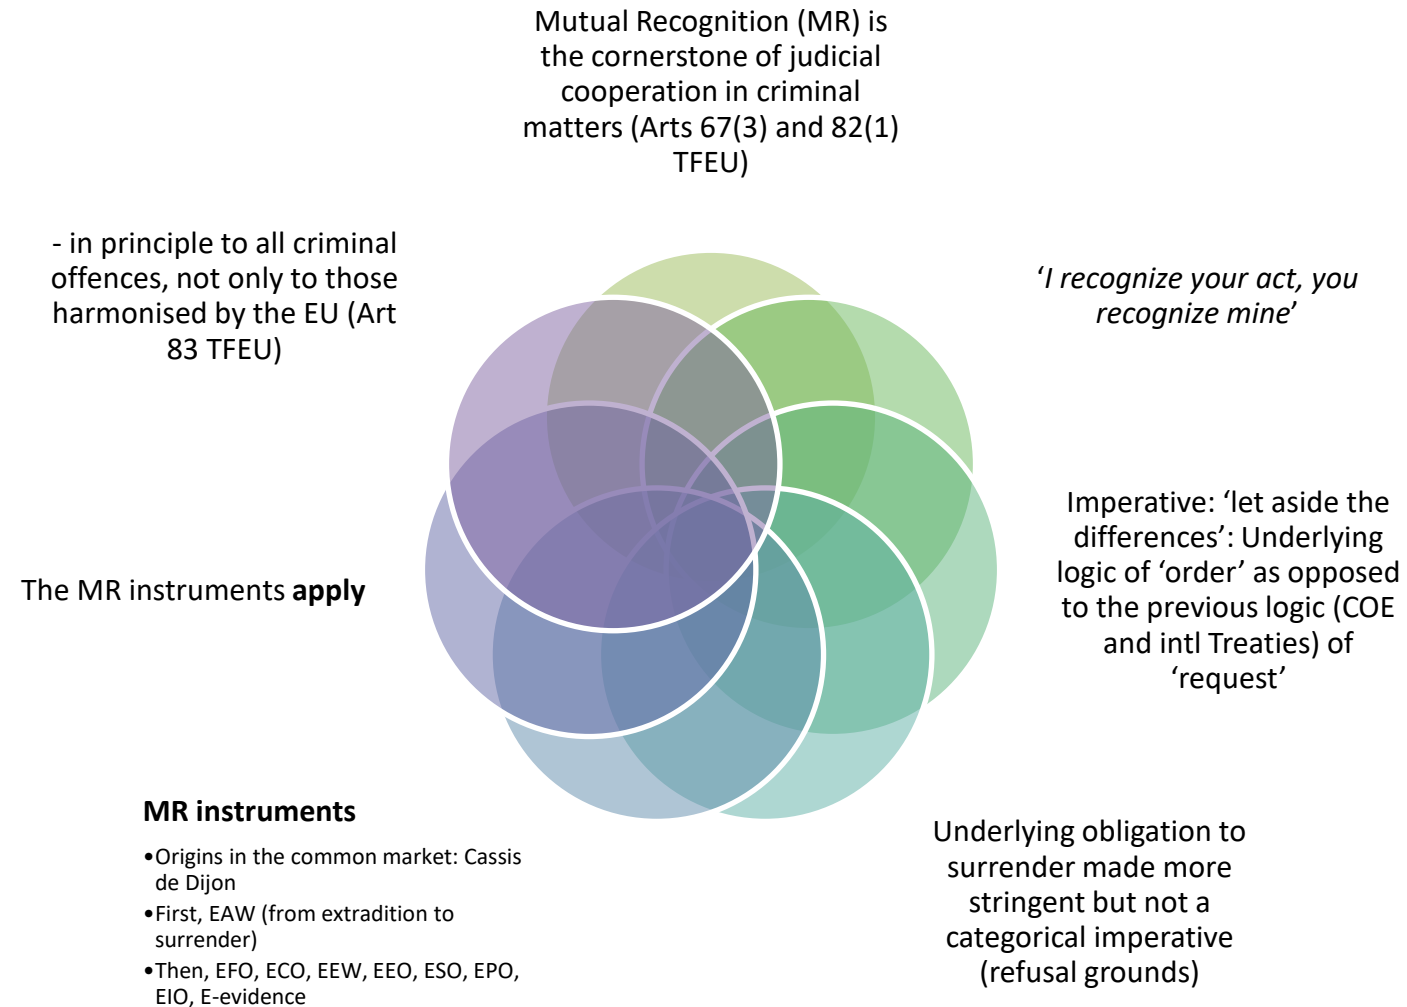 Mutual Recognition (MR) is
the cornerstone of judicial
cooperation in criminal
matters (Arts 67(3) and 82(1)
TFEU)
‘I recognize your act, you
recognize mine’
Imperative: ‘let aside the
differences’: Underlying
logic of ‘order’ as opposed
to the previous logic (COE
and intl Treaties) of
‘request’
Underlying obligation to
surrender made more
stringent but not a
categorical imperative
(refusal grounds)
MR instruments
•Origins in the common market: Cassis
de Dijon
•First, EAW (from extradition to
surrender)
•Then, EFO, ECO, EEW, EEO, ESO, EPO,
EIO, E-evidence
The MR instruments apply
- in principle to all criminal
offences, not only to those
harmonised by the EU (Art
83 TFEU)